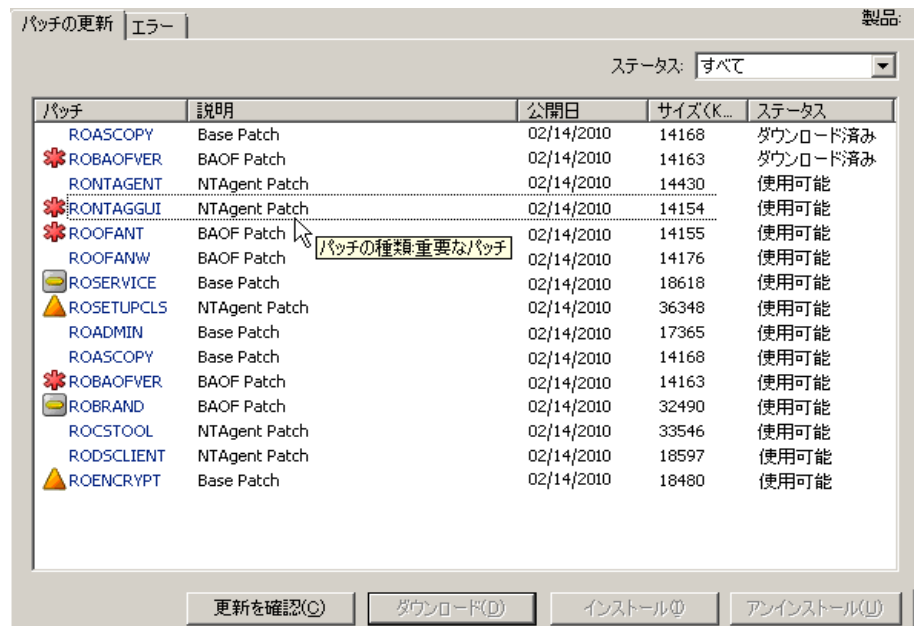 パッチの更新 エラー 製品:
ステータス: すべて
パッチ 説明 公開日 サイズ(K... ステータス
ROASCOPY Base Patch 02/14/2010 14168 ダウンロード済み
ROBAOFVER BAOF Patch 02/14/2010 14163 ダウンロード済み
RONTAGENT NTAgent Patch 02/14/2010 14430 使用可能
RONTAGGUI NTAgent Patch 02/14/2010 14154 使用可能
ROOFANT BAOF Patch 02/14/2010 14155 使用可能
パッチの種類:重要なパッチ
ROOFANW BAOF Patch 02/14/2010 14176 使用可能
ROSERVICE Base Patch 02/14/2010 18618 使用可能
ROSETUPCLS NTAgent Patch 02/14/2010 36348 使用可能
ROADMIN Base Patch 02/14/2010 17365 使用可能
ROASCOPY Base Patch 02/14/2010 14168 使用可能
ROBAOFVER BAOF Patch 02/14/2010 14163 使用可能
ROBRAND BAOF Patch 02/14/2010 32490 使用可能
ROCSTOOL NTAgent Patch 02/14/2010 33546 使用可能
RODSCLIENT NTAgent Patch 02/14/2010 18597 使用可能
ROENCRYPT Base Patch 02/14/2010 18480 使用可能
更新を確認(C) ダウンロード(D) インストール(I) アンインストール(U)